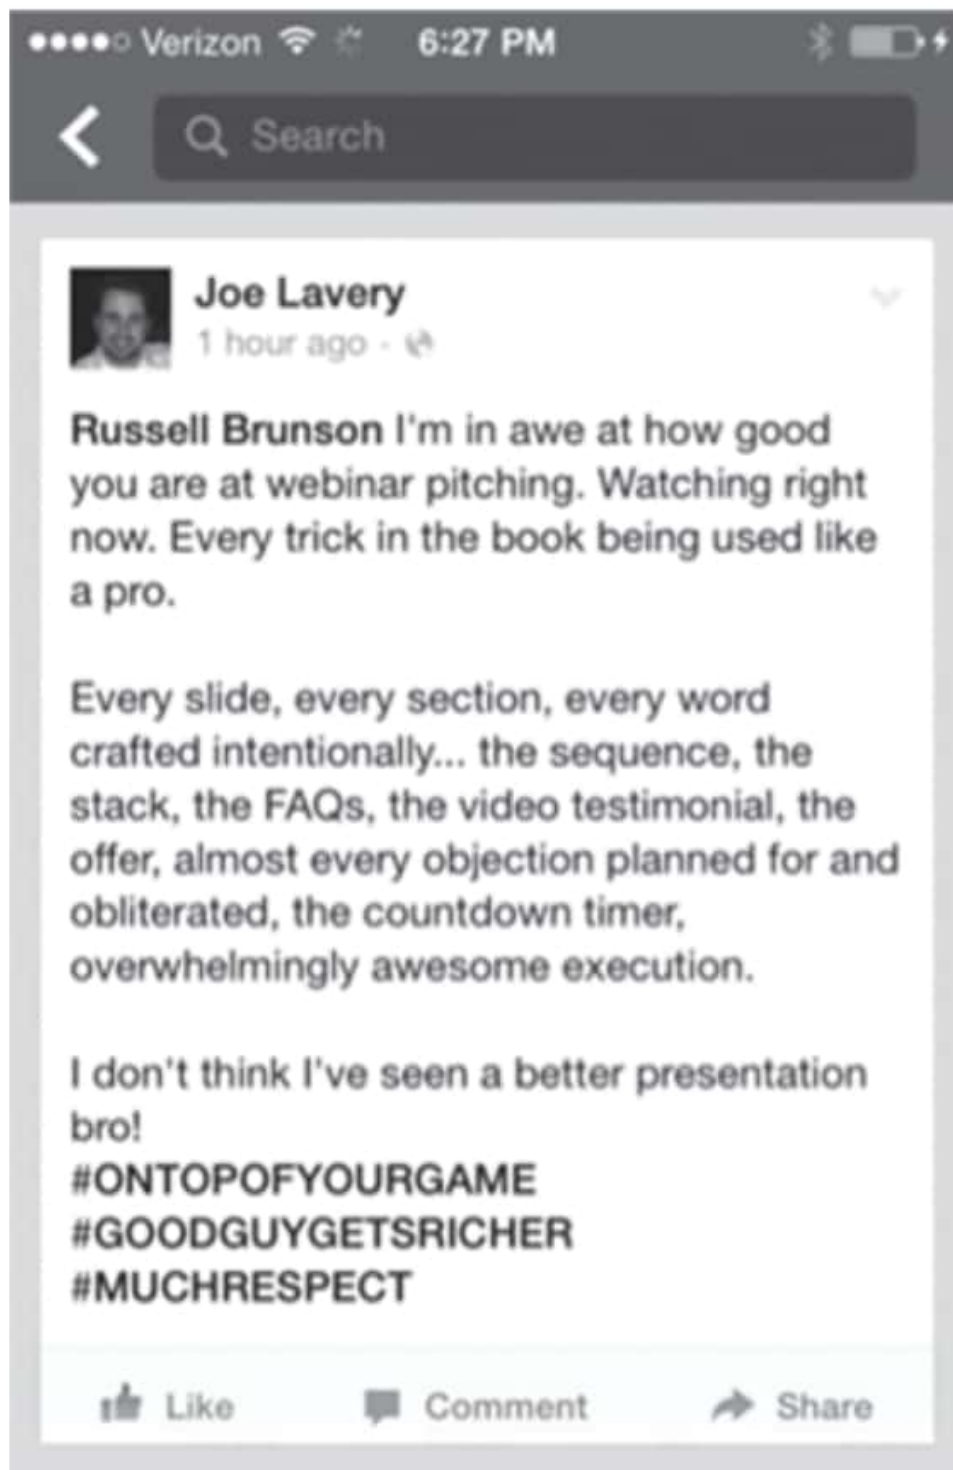 Verizon 6:27 PM
Search
Joe Lavery
1 hour ago ·
Russell Brunson I'm in awe at how good
you are at webinar pitching. Watching right
now. Every trick in the book being used like
a pro.
Every slide, every section, every word
crafted intentionally... the sequence, the
stack, the FAQs, the video testimonial, the
offer, almost every objection planned for and
obliterated, the countdown timer,
overwhelmingly awesome execution.
I don't think I've seen a better presentation
bro!
#ONTOPOFYOURGAME
#GOODGUYGETSRICHER
#MUCHRESPECT
Like Comment Share